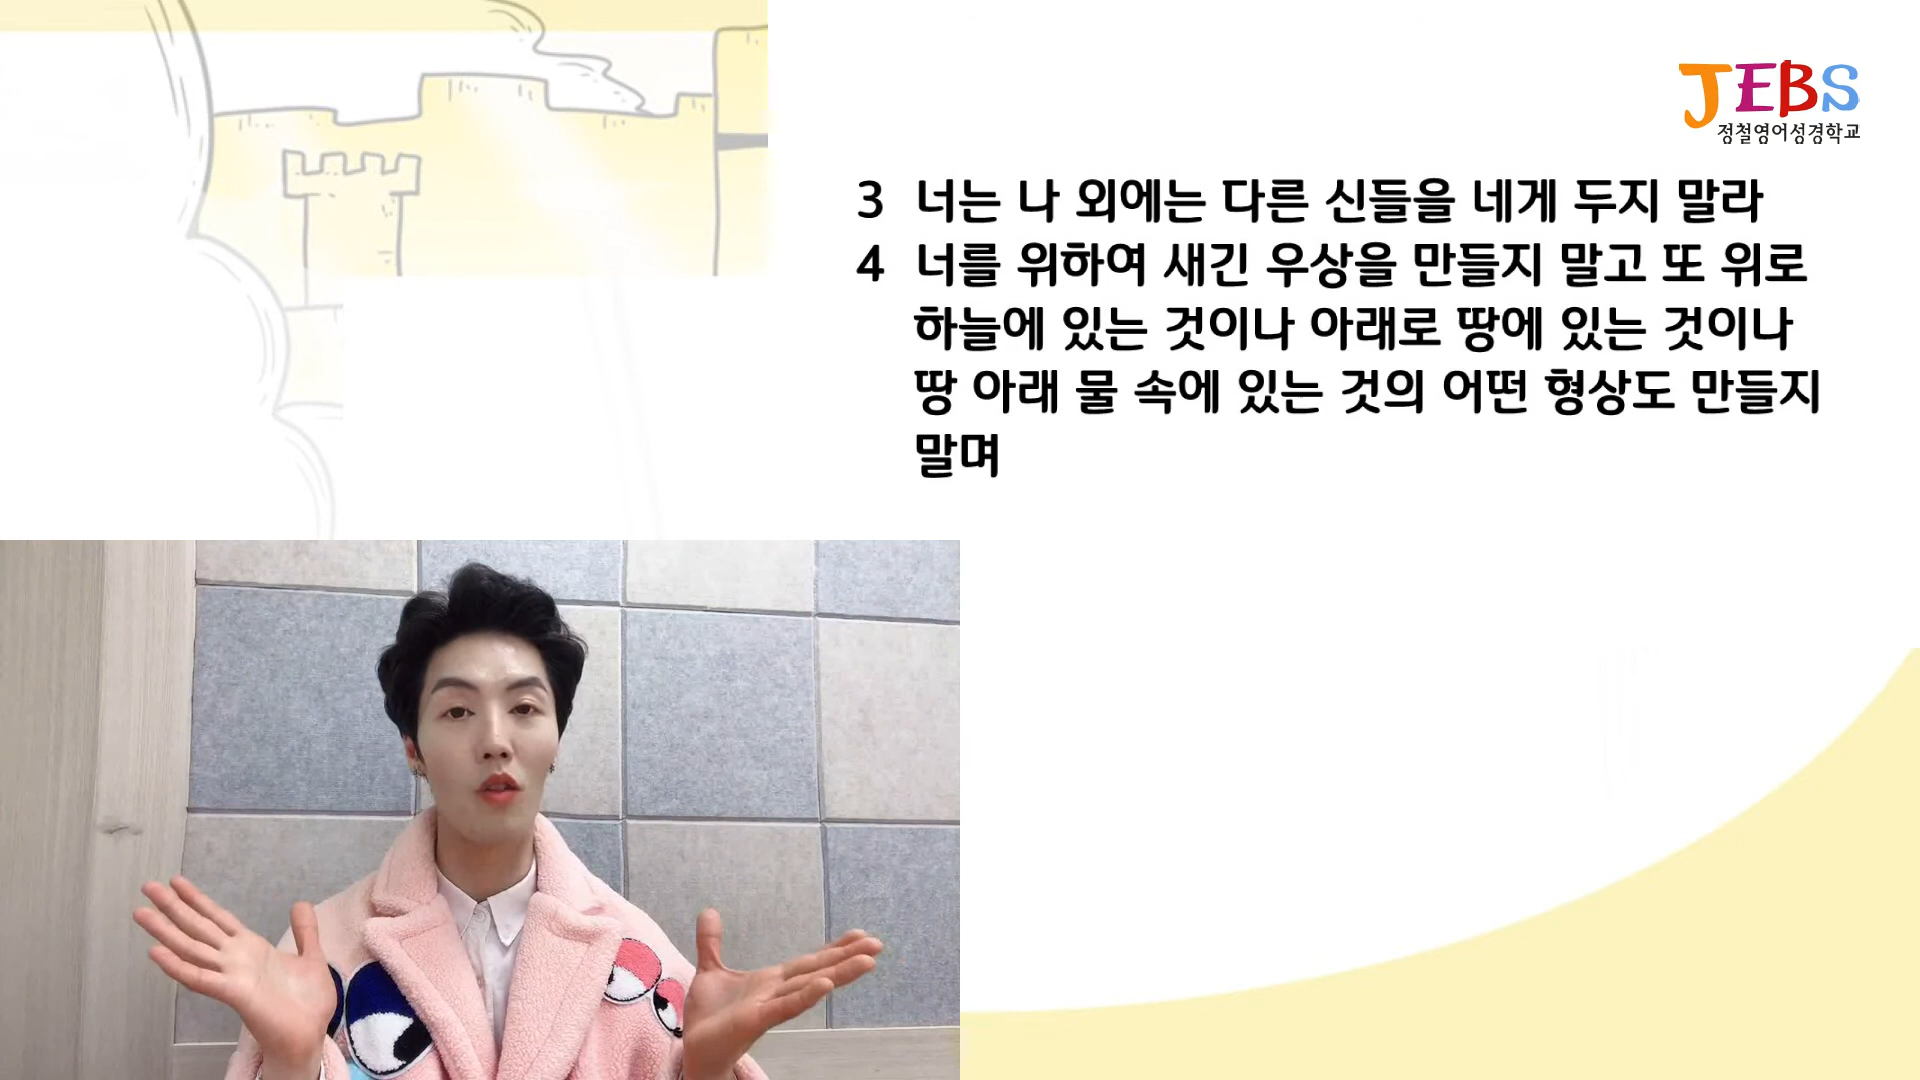 JEBS
정철영어성경학교
3 너는 나 외에는 다른 신들을 네게 두지 말라
4 너를 위하여 새긴 우상을 만들지 말고 또 위로
하늘에 있는 것이나 아래로 땅에 있는 것이나
땅 아래 물 속에 있는 것의 어떤 형상도 만들지
말며